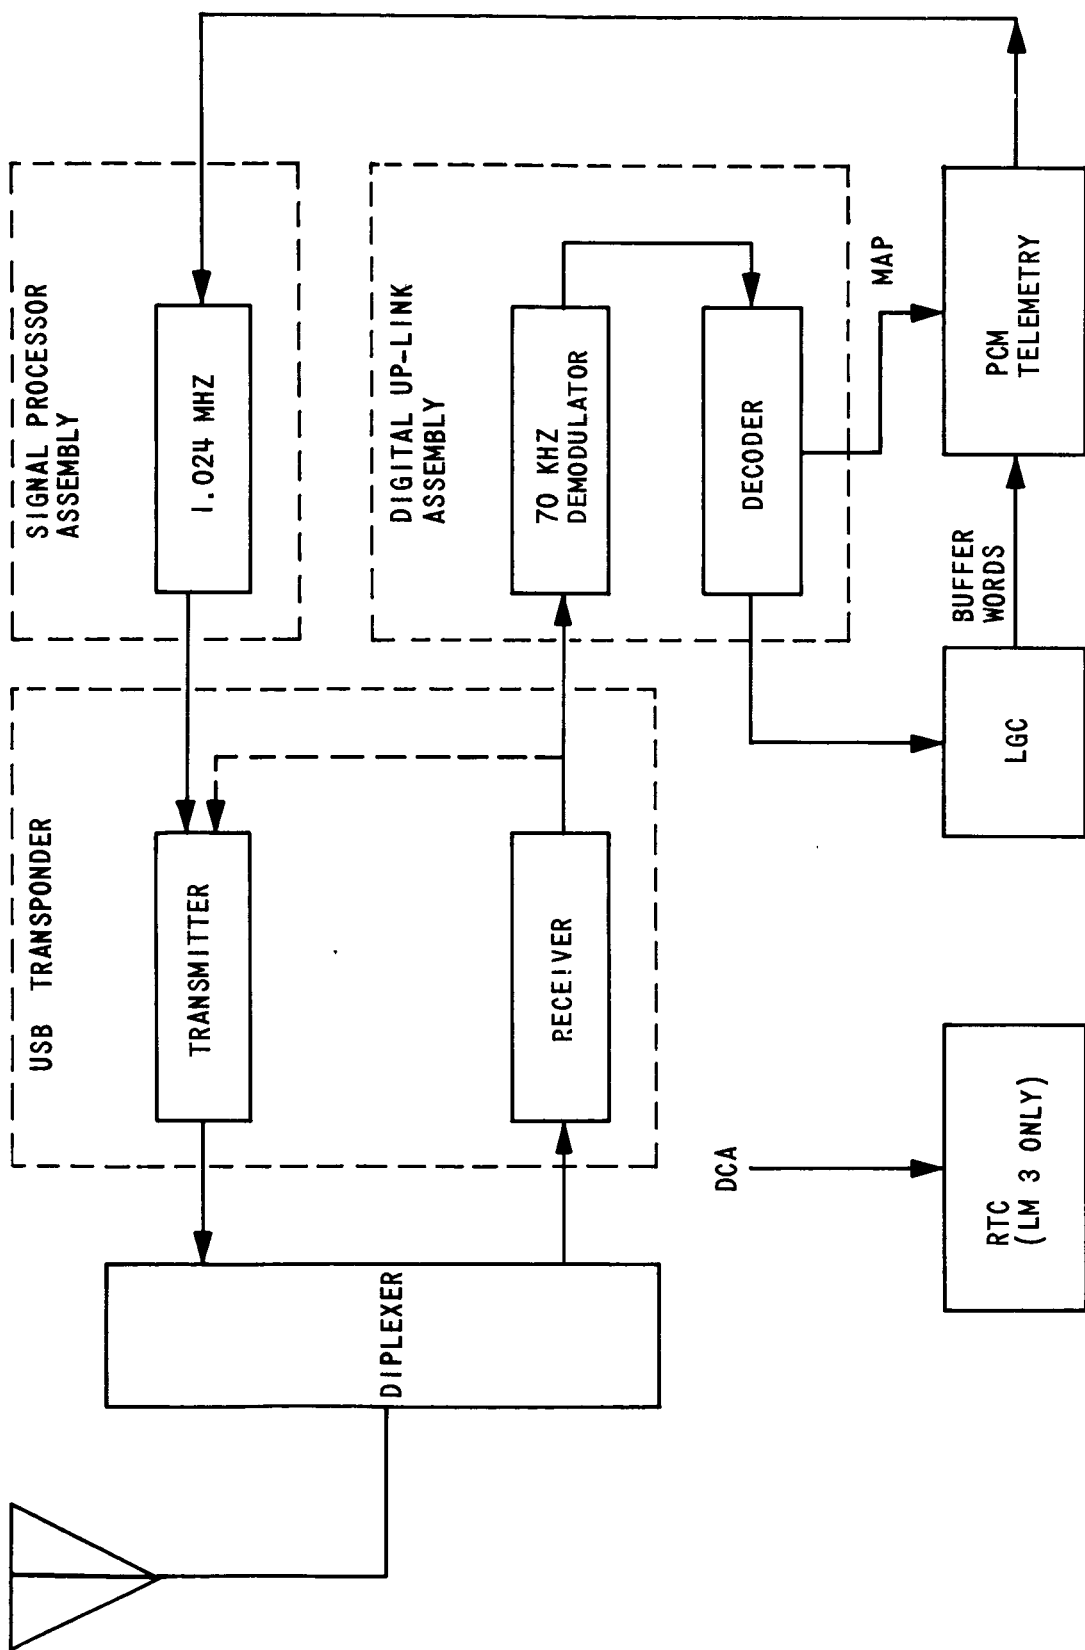 USB TRANSPONDER
SIGNAL PROCESSOR
ASSEMBLY
TRANSMITTER
1.024 MHZ
DIPLEXER
DIGITAL UP-LINK
ASSEMBLY
RECEIVER
70 KHZ
DEMODULATOR
DECODER
DCA
MAP
BUFFER
WORDS
RTC
(LM 3 ONLY)
LGC
PCM
TELEMETRY